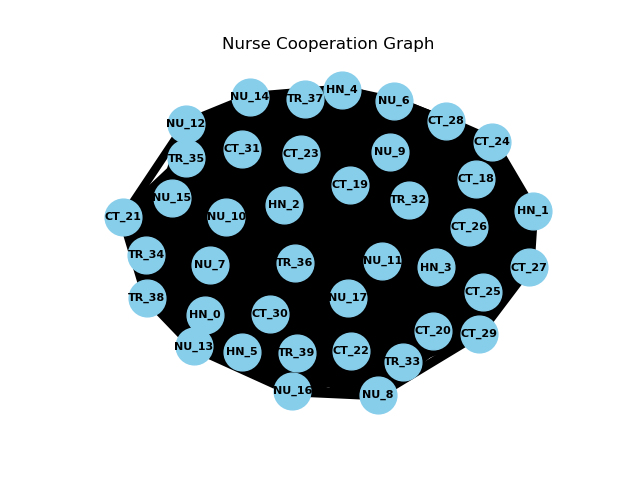 Nurse Cooperation Graph
HN_4
NU_14
TR_37
NU_6
CT_28
NU_12
CT_24
CT_31
CT_23
NU_9
TR_35
CT_18
CT_19
NU_15
TR_32
HN_2
HN_1
CT_21
NU_10
CT_26
TR_34
NU_7
TR_36
NU_11
HN_3
CT_27
CT_25
TR_38
NU_17
HN_0
CT_30
CT_20
CT_29
NU_13
HN_5
TR_39
CT_22
TR_33
NU_16
NU_8